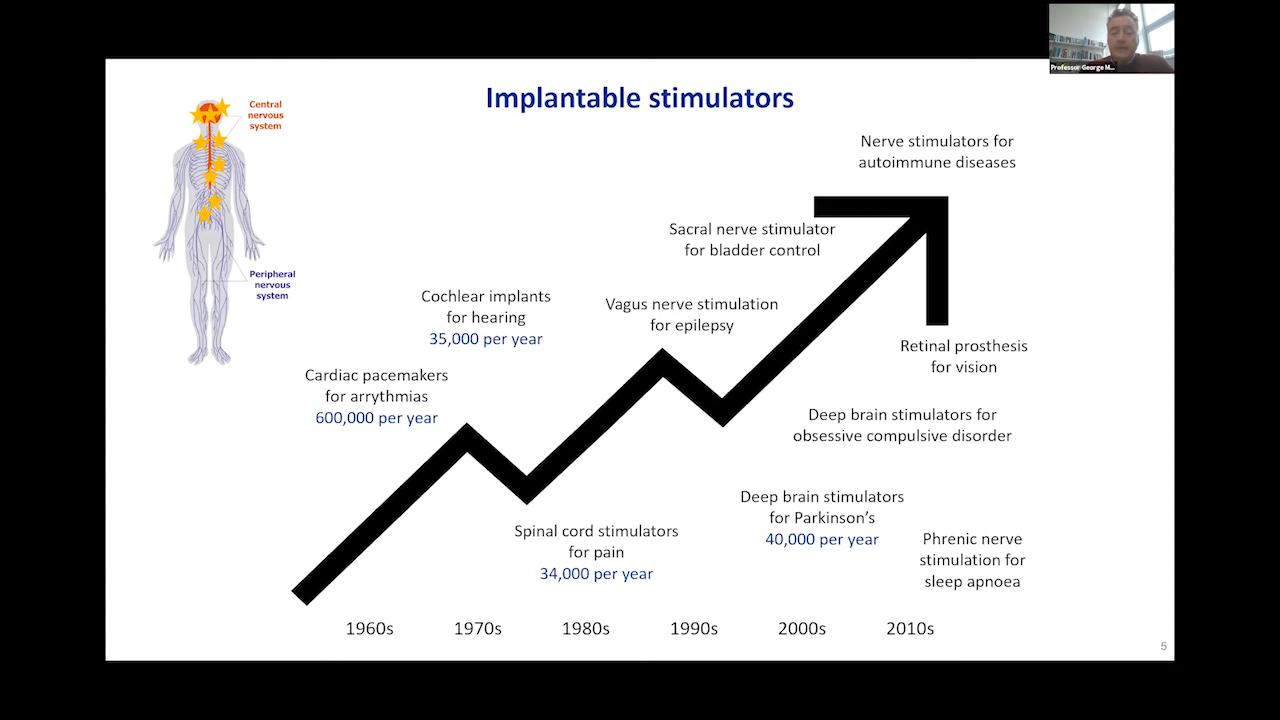 Professor George M...
Implantable stimulators
Central
nervous
system
Peripheral
nervous
system
Nerve stimulators for
autoimmune diseases
Sacral nerve stimulator
for bladder control
Cochlear implants
for hearing
35,000 per year
Vagus nerve stimulation
for epilepsy
Cardiac pacemakers
for arrythmias
600,000 per year
Retinal prosthesis
for vision
Deep brain stimulators for
obsessive compulsive disorder
Spinal cord stimulators
for pain
34,000 per year
Deep brain stimulators
for Parkinson’s
40,000 per year
Phrenic nerve
stimulation for
sleep apnoea
1960s 1970s 1980s 1990s 2000s 2010s
5